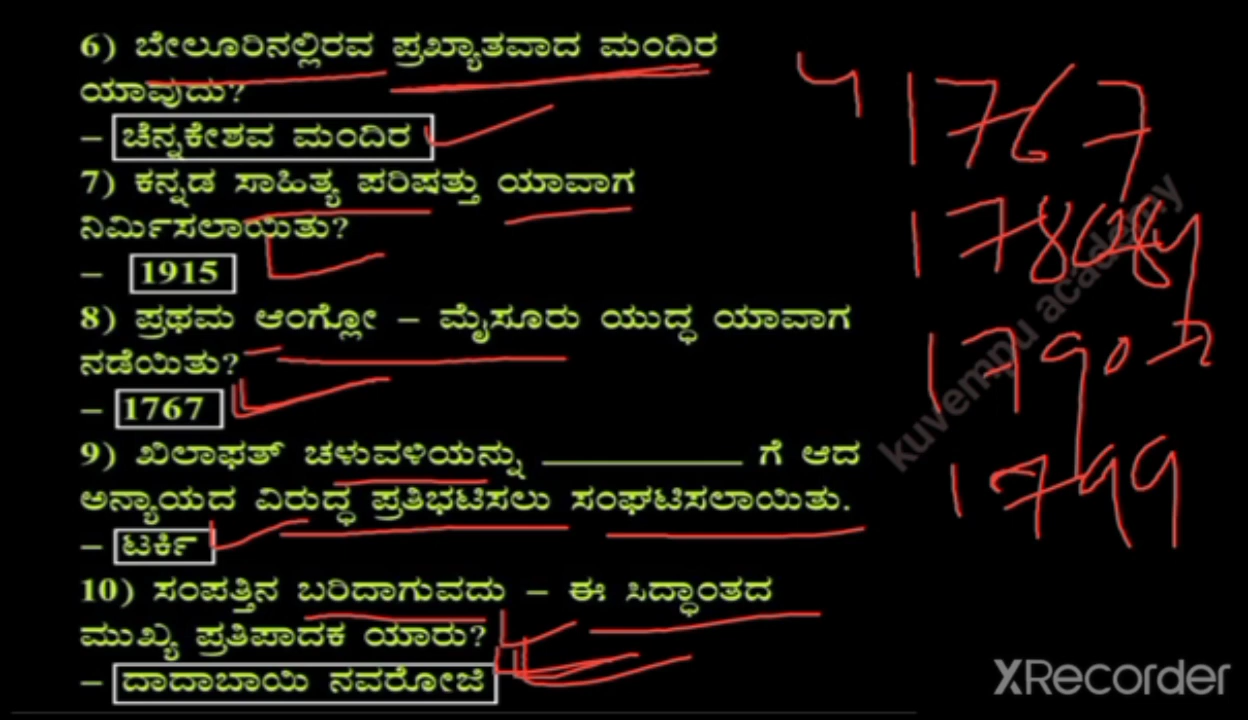 6) ಬೇಲೂರಿನಲ್ಲಿರವ ಪ್ರಖ್ಯಾತವಾದ ಮಂದಿರ
ಯಾವುದು?
– ಚೆನ್ನಕೇಶವ ಮಂದಿರ
7) ಕನ್ನಡ ಸಾಹಿತ್ಯ ಪರಿಷತ್ತು ಯಾವಾಗ
ನಿರ್ಮಿಸಲಾಯಿತು?
– 1915
8) ಪ್ರಥಮ ಆಂಗ್ಲೋ – ಮೈಸೂರು ಯುದ್ಧ ಯಾವಾಗ
ನಡೆಯಿತು?
– 1767
9) ಖಿಲಾಫತ್ ಚಳುವಳಿಯನ್ನು __________ ಗೆ ಆದ
ಅನ್ಯಾಯದ ವಿರುದ್ಧ ಪ್ರತಿಭಟಿಸಲು ಸಂಘಟಿಸಲಾಯಿತು.
– ಟರ್ಕಿ
10) ಸಂಪತ್ತಿನ ಬರಿದಾಗುವದು – ಈ ಸಿದ್ಧಾಂತದ
ಮುಖ್ಯ ಪ್ರತಿಪಾದಕ ಯಾರು?
– ದಾದಾಬಾಯಿ ನವರೋಜಿ
1767
1799
kuvempu academy
XRecorder